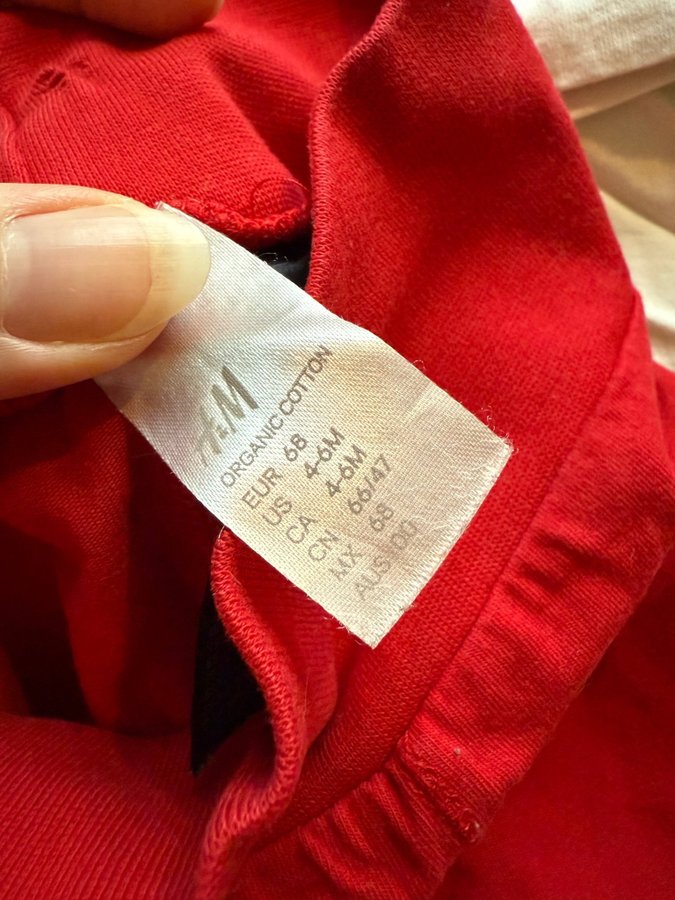 H&M
ORGANIC COTTON
EUR 68
US 4-6M
CA 4-6M
CN 66/47
MX 68
AUS 00